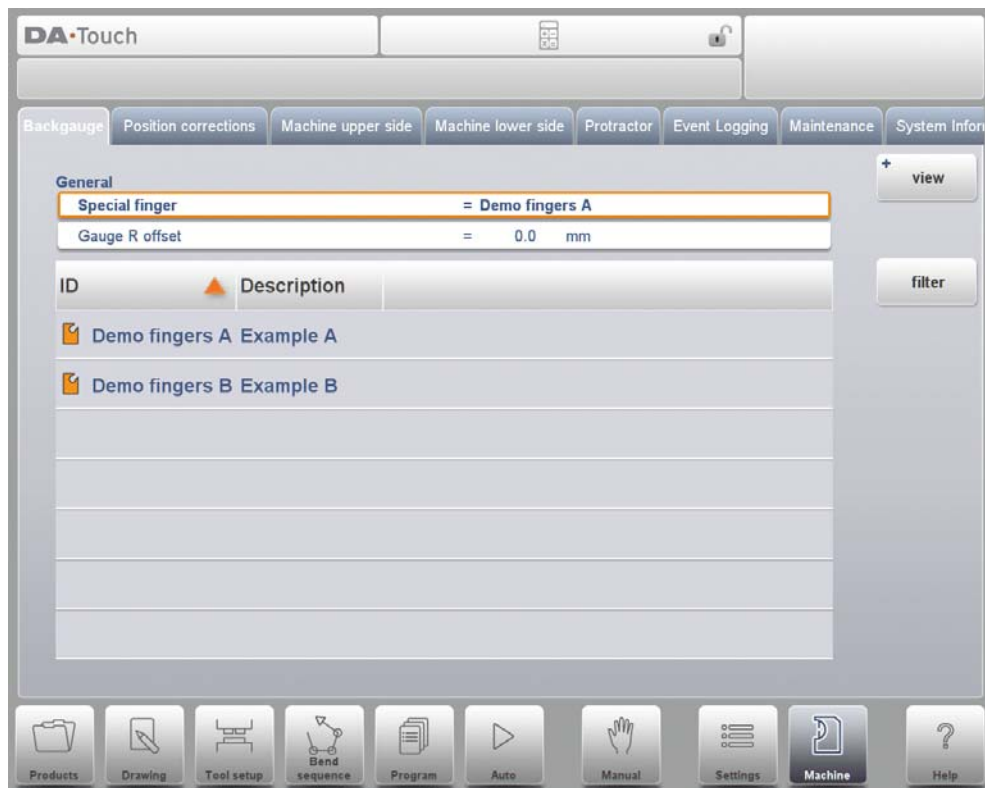 DA·Touch
Backgauge Position corrections Machine upper side Machine lower side Protractor Event Logging Maintenance System Infor
+ view
General
Special finger = Demo fingers A
Gauge R offset = 0.0 mm
filter
ID Description
Demo fingers A Example A
Demo fingers B Example B
Products Drawing Tool setup Bend sequence Program Auto Manual Settings Machine Help